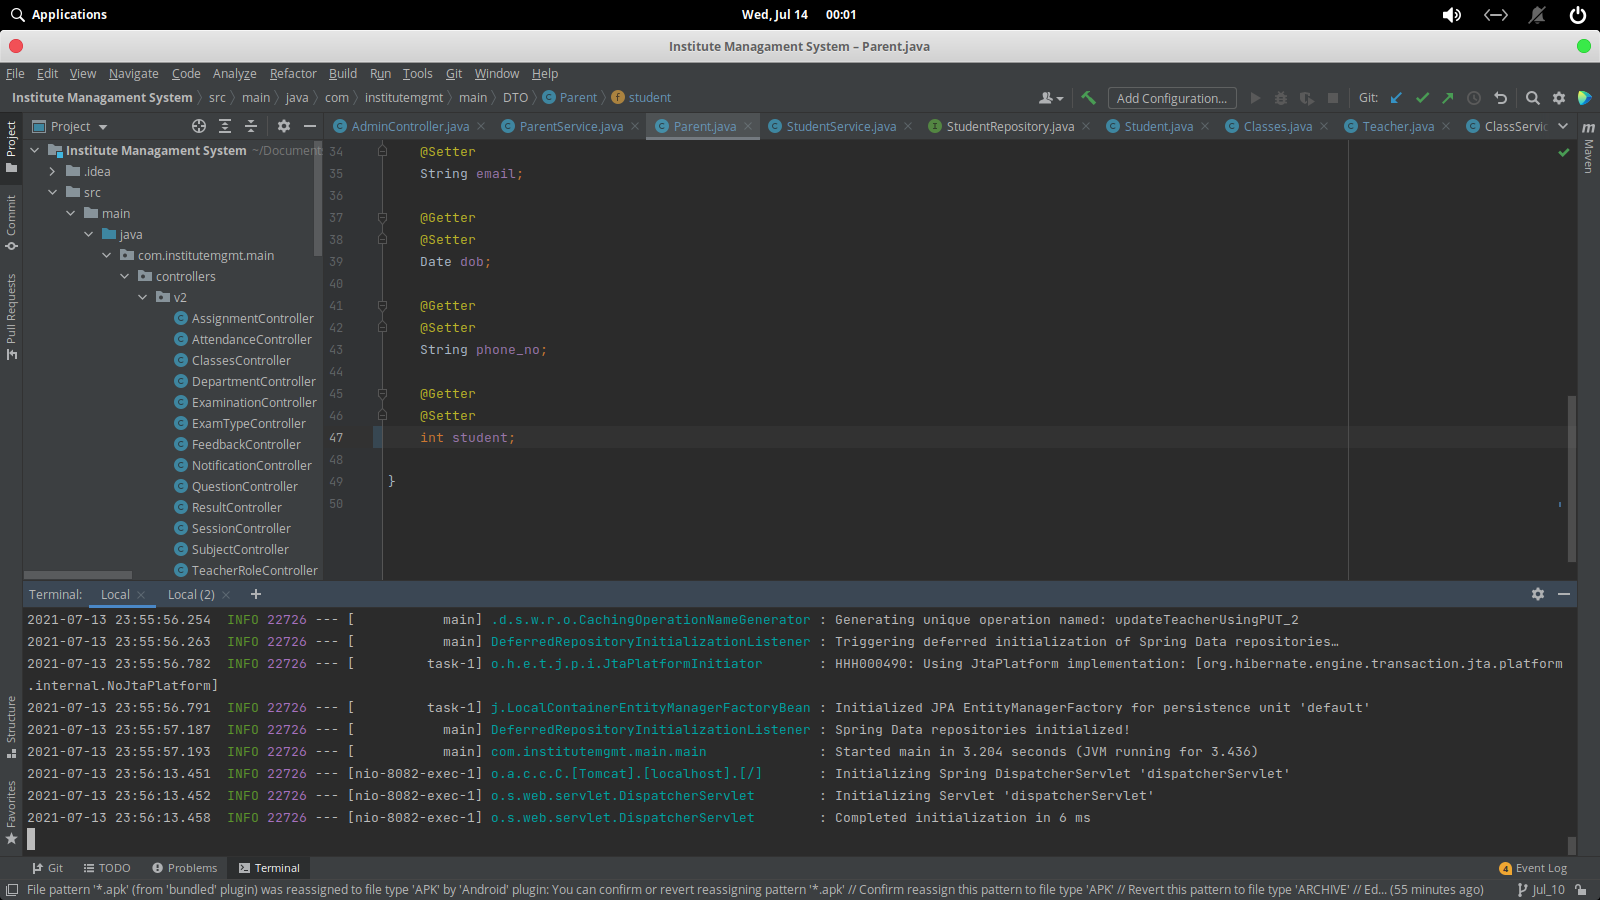 Applications
Wed, Jul 14 00:01
Institute Managament System – Parent.java
File Edit View Navigate Code Analyze Refactor Build Run Tools Git Window Help
Institute Managament System src main java com institutemgmt main DTO Parent student
Add Configuration...
Git:
Project
AdminController.java ParentService.java Parent.java StudentService.java StudentRepository.java Student.java Classes.java Teacher.java ClassServic
Project
Commit
Pull Requests
Structure
Favorites
Maven
Institute Managament System ~/Document
.idea
src
main
java
com.institutemgmt.main
controllers
v2
AssignmentController
AttendanceController
ClassesController
DepartmentController
ExaminationController
ExamTypeController
FeedbackController
NotificationController
QuestionController
ResultController
SessionController
SubjectController
TeacherRoleController
34 @Setter
35 String email;
36
37 @Getter
38 @Setter
39 Date dob;
40
41 @Getter
42 @Setter
43 String phone_no;
44
45 @Getter
46 @Setter
47 int student;
48
49 }
50
Terminal: Local Local (2) +
2021-07-13 23:55:56.254 INFO 22726 --- [ main] .d.s.w.r.o.CachingOperationNameGenerator : Generating unique operation named: updateTeacherUsingPUT_2
2021-07-13 23:55:56.263 INFO 22726 --- [ main] DeferredRepositoryInitializationListener : Triggering deferred initialization of Spring Data repositories…
2021-07-13 23:55:56.782 INFO 22726 --- [ task-1] o.h.e.t.j.p.i.JtaPlatformInitiator : HHH000490: Using JtaPlatform implementation: [org.hibernate.engine.transaction.jta.platform
.internal.NoJtaPlatform]
2021-07-13 23:55:56.791 INFO 22726 --- [ task-1] j.LocalContainerEntityManagerFactoryBean : Initialized JPA EntityManagerFactory for persistence unit 'default'
2021-07-13 23:55:57.187 INFO 22726 --- [ main] DeferredRepositoryInitializationListener : Spring Data repositories initialized!
2021-07-13 23:55:57.193 INFO 22726 --- [ main] com.institutemgmt.main.main : Started main in 3.204 seconds (JVM running for 3.436)
2021-07-13 23:56:13.451 INFO 22726 --- [nio-8082-exec-1] o.a.c.c.C.[Tomcat].[localhost].[/] : Initializing Spring DispatcherServlet 'dispatcherServlet'
2021-07-13 23:56:13.452 INFO 22726 --- [nio-8082-exec-1] o.s.web.servlet.DispatcherServlet : Initializing Servlet 'dispatcherServlet'
2021-07-13 23:56:13.458 INFO 22726 --- [nio-8082-exec-1] o.s.web.servlet.DispatcherServlet : Completed initialization in 6 ms
Git TODO Problems Terminal
4 Event Log
File pattern '*.apk' (from 'bundled' plugin) was reassigned to file type 'APK' by 'Android' plugin: You can confirm or revert reassigning pattern '*.apk' // Confirm reassign this pattern to file type 'APK' // Revert this pattern to file type 'ARCHIVE' // Ed... (55 minutes ago)
Jul_10